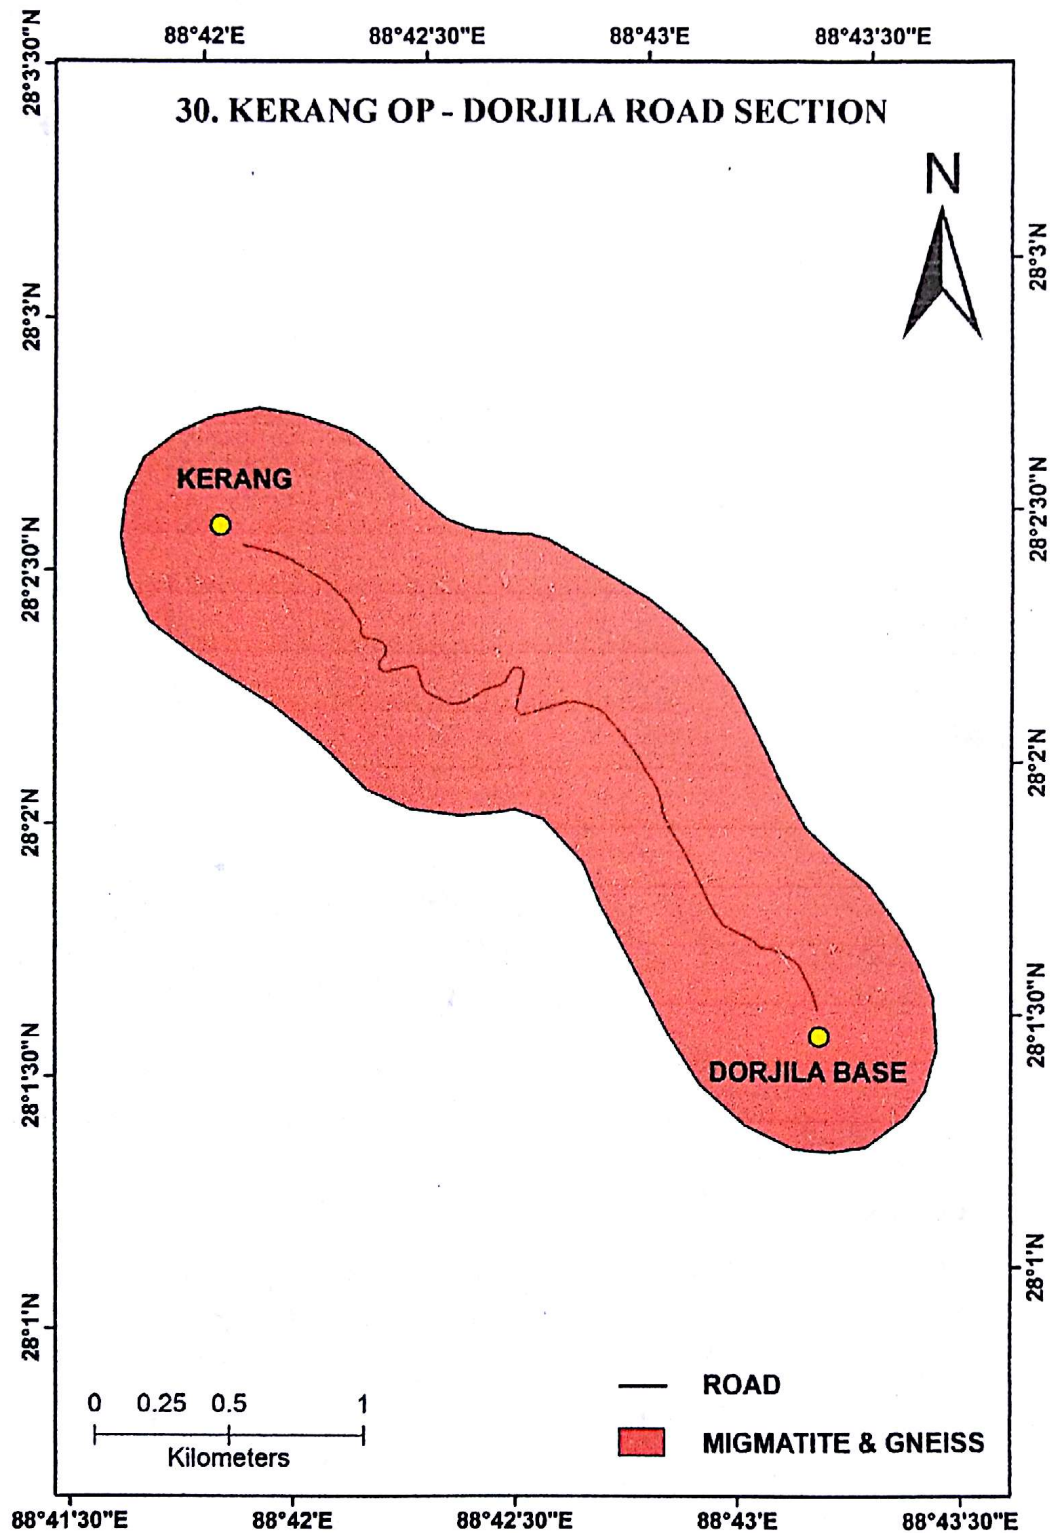 88°42'E 88°42'30"E 88°43'E 88°43'30"E
28°3'30"N
30. KERANG OP - DORJILA ROAD SECTION
N
28°3'N
28°3'N
KERANG
28°2'30"N
28°2'30"N
28°2'N
28°2'N
28°1'30"N
DORJILA BASE
28°1'30"N
28°1'N
28°1'N
ROAD
0 0.25 0.5 1
Kilometers
MIGMATITE & GNEISS
88°41'30"E 88°42'E 88°42'30"E 88°43'E 88°43'30"E